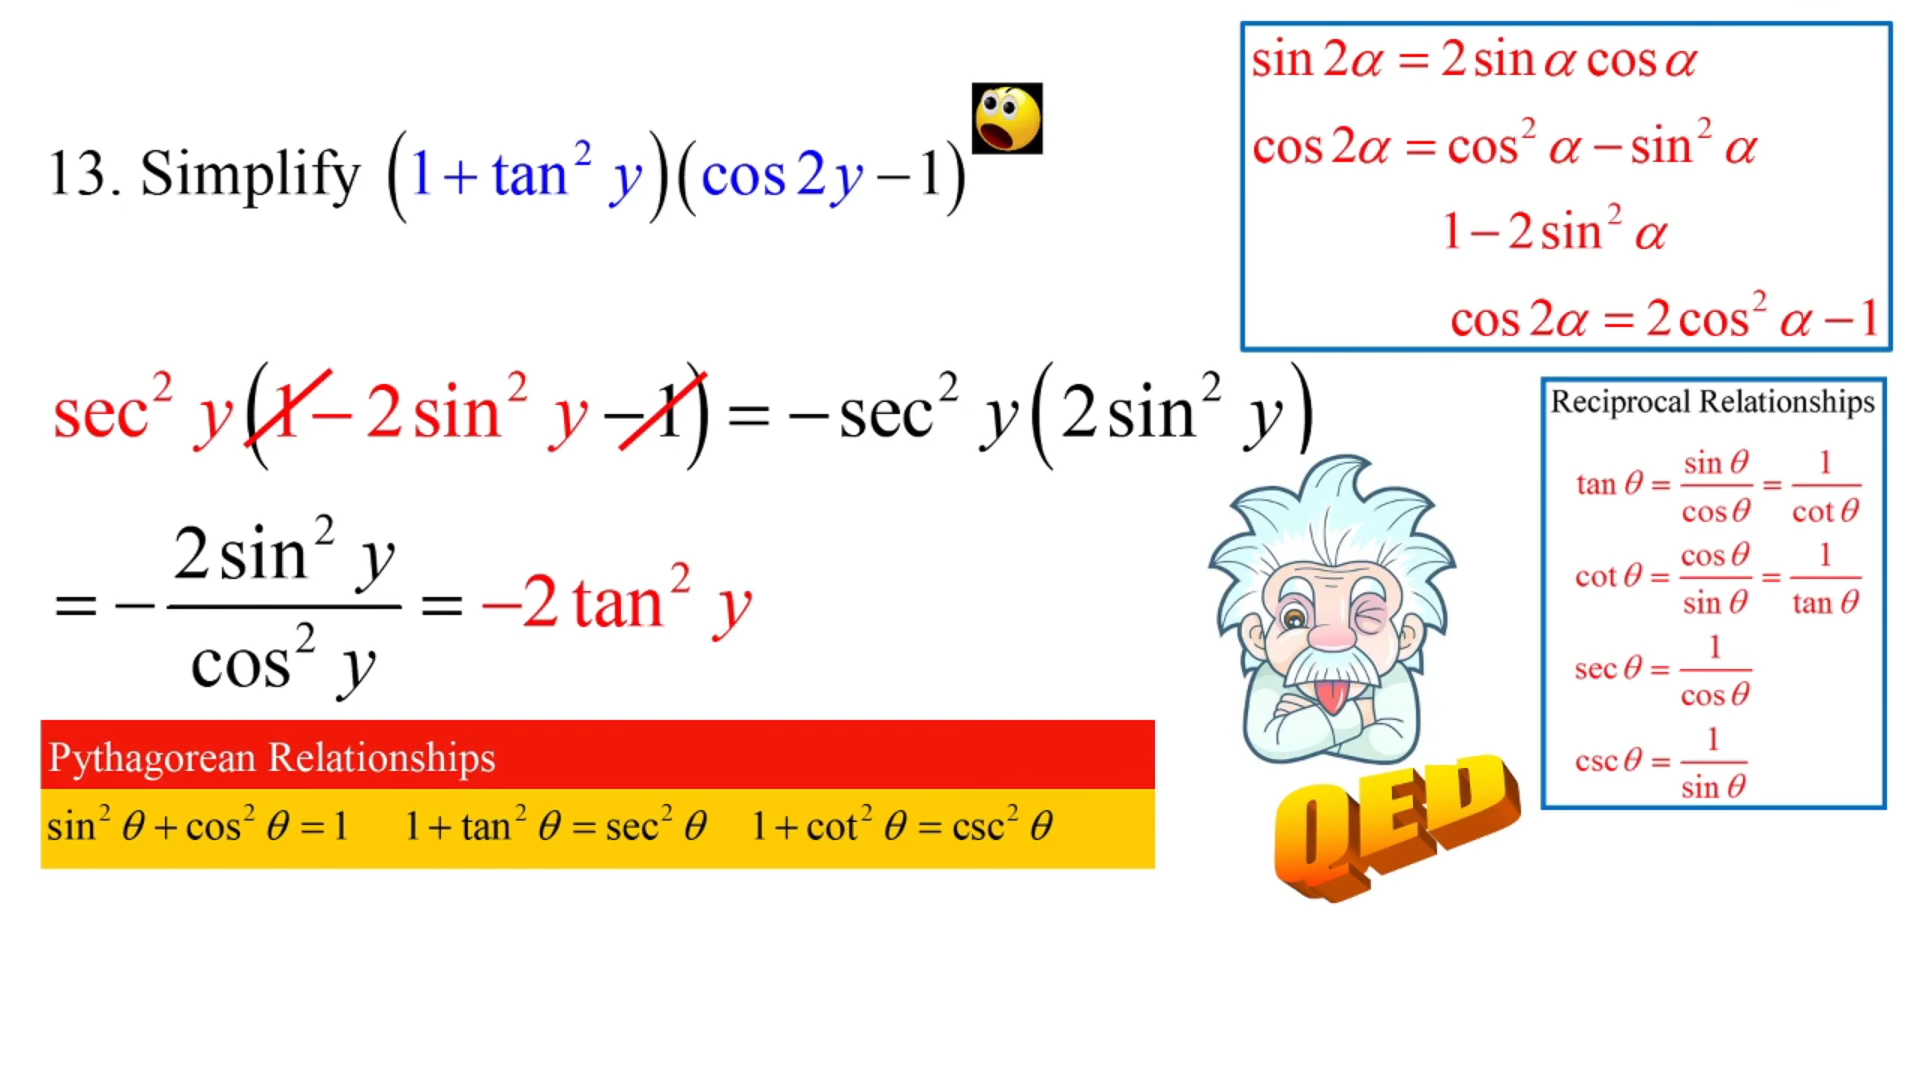 13. Simplify (1 + tan² y)(cos 2y − 1)
sec² y(1 − 2 sin² y − 1) = −sec² y(2 sin² y)
= −(2 sin² y)/(cos² y) = −2 tan² y
Pythagorean Relationships
sin² θ + cos² θ = 1 1 + tan² θ = sec² θ 1 + cot² θ = csc² θ
sin 2α = 2 sin α cos α
cos 2α = cos² α − sin² α
1 − 2 sin² α
cos 2α = 2 cos² α − 1
Reciprocal Relationships
tan θ = sin θ/cos θ = 1/cot θ
cot θ = cos θ/sin θ = 1/tan θ
sec θ = 1/cos θ
csc θ = 1/sin θ
QED